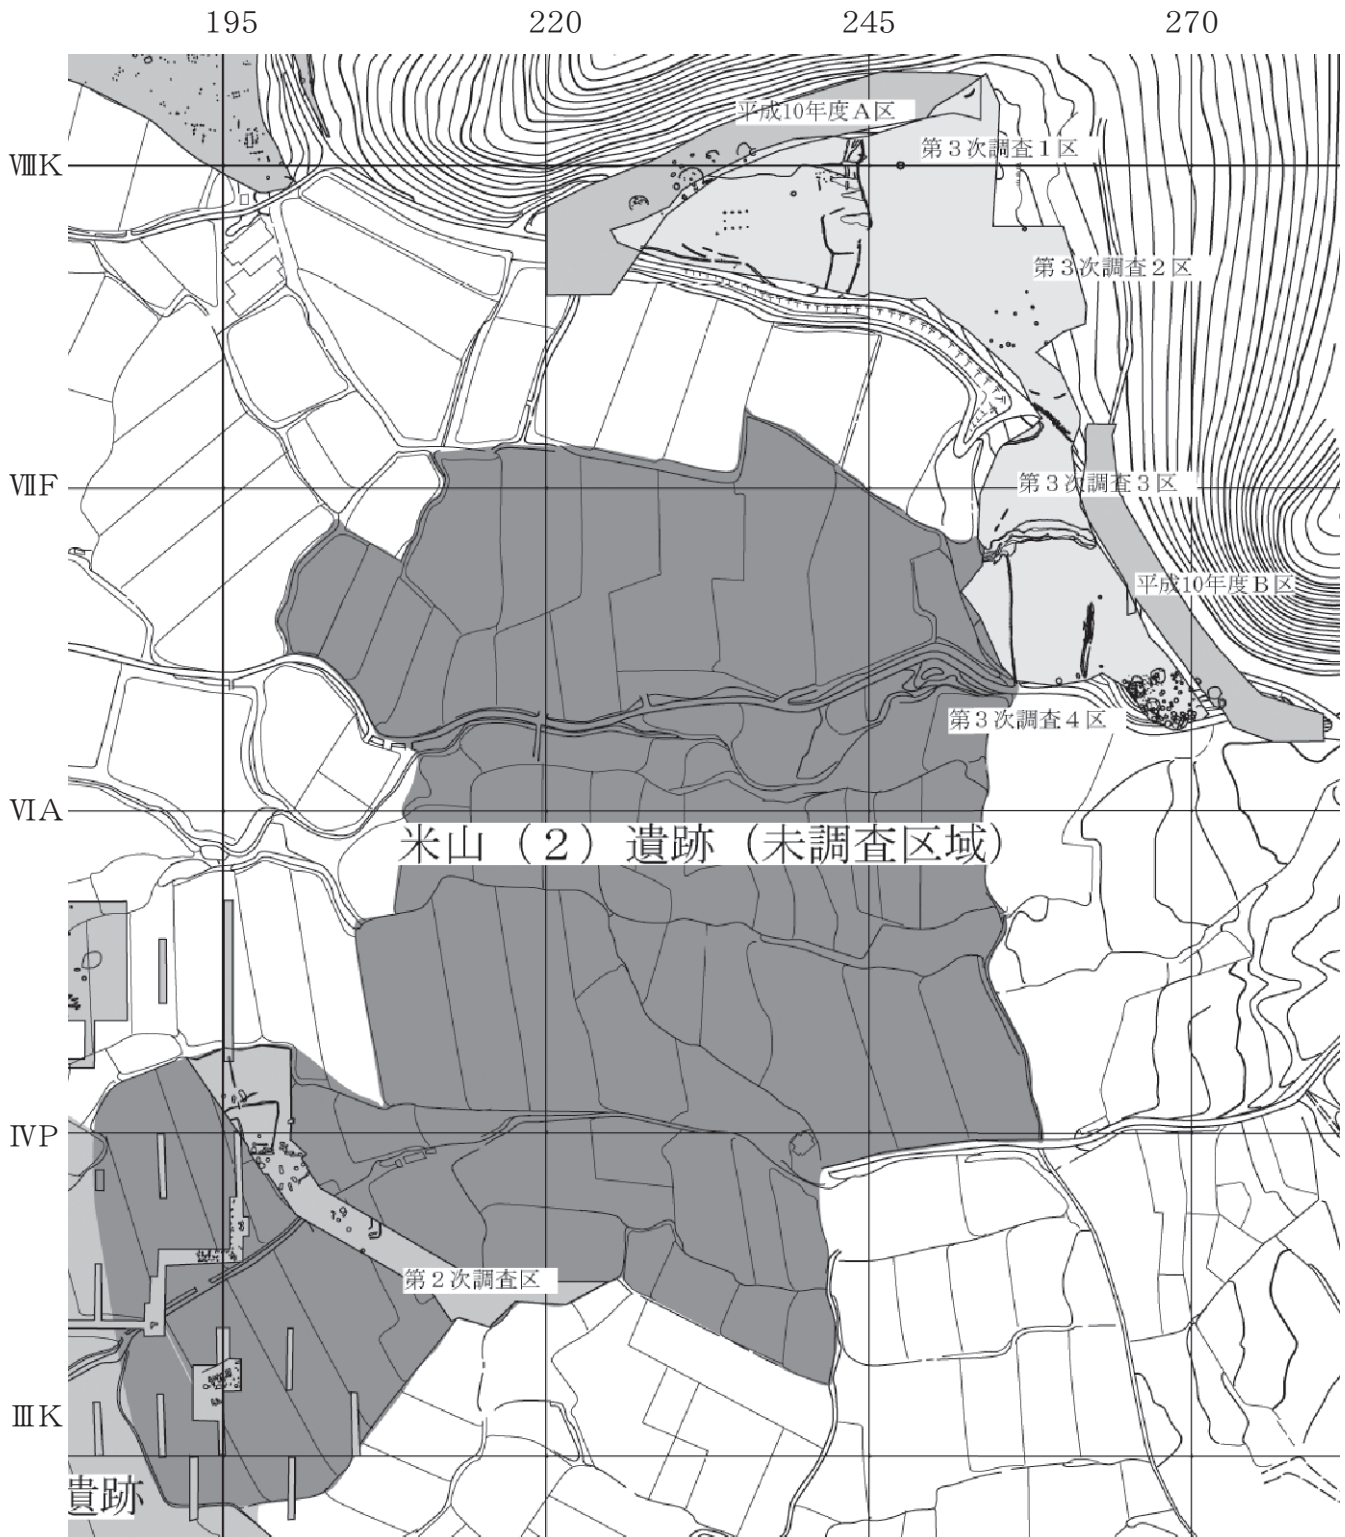 195
220
245
270
平成10年度A区
第3次調査1区
ⅧK
第3次調査2区
ⅦF
第3次調査3区
平成10年度B区
第3次調査4区
ⅥA
米山（2）遺跡（未調査区域）
ⅣP
第2次調査区
ⅢK
遺跡